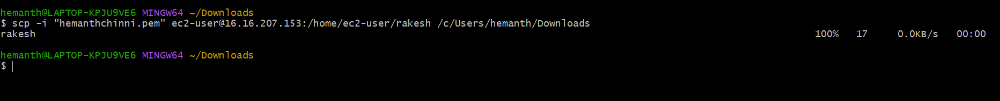 hemanth@LAPTOP-KPJU9VE6 MINGW64 ~/Downloads
$ scp -i "hemanthchinni.pem" ec2-user@16.16.207.153:/home/ec2-user/rakesh /c/Users/hemanth/Downloads
rakesh 100% 17 0.0KB/s 00:00
hemanth@LAPTOP-KPJU9VE6 MINGW64 ~/Downloads
$